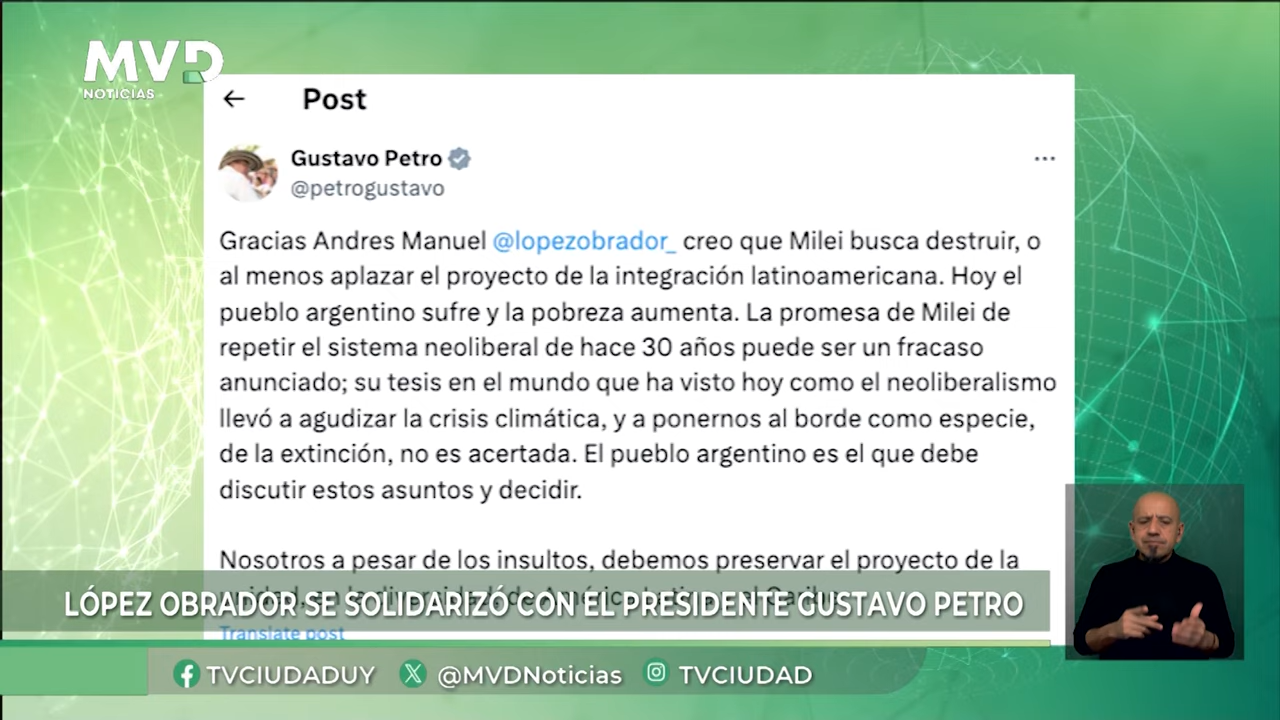 MVD
NOTICIAS
Post
Gustavo Petro
@petrogustavo
Gracias Andres Manuel @lopezobrador_ creo que Milei busca destruir, o
al menos aplazar el proyecto de la integración latinoamericana. Hoy el
pueblo argentino sufre y la pobreza aumenta. La promesa de Milei de
repetir el sistema neoliberal de hace 30 años puede ser un fracaso
anunciado; su tesis en el mundo que ha visto hoy como el neoliberalismo
llevó a agudizar la crisis climática, y a ponernos al borde como especie,
de la extinción, no es acertada. El pueblo argentino es el que debe
discutir estos asuntos y decidir.
Nosotros a pesar de los insultos, debemos preservar el proyecto de la
LÓPEZ OBRADOR SE SOLIDARIZÓ CON EL PRESIDENTE GUSTAVO PETRO
Translate post
TVCIUDADUY @MVDNoticias TVCIUDAD